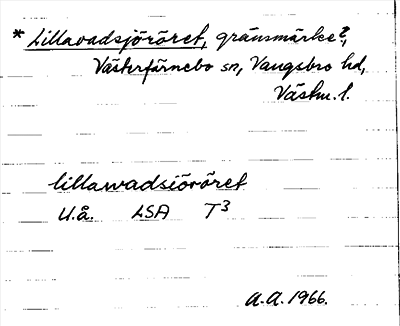 * Lillavadsjöröret, gränsmärke?,
Västerfärnebo sn, Vangsbro hd,
Västm. l.
lillawadsiöröret
U.å. LSA T³
A.A. 1966.